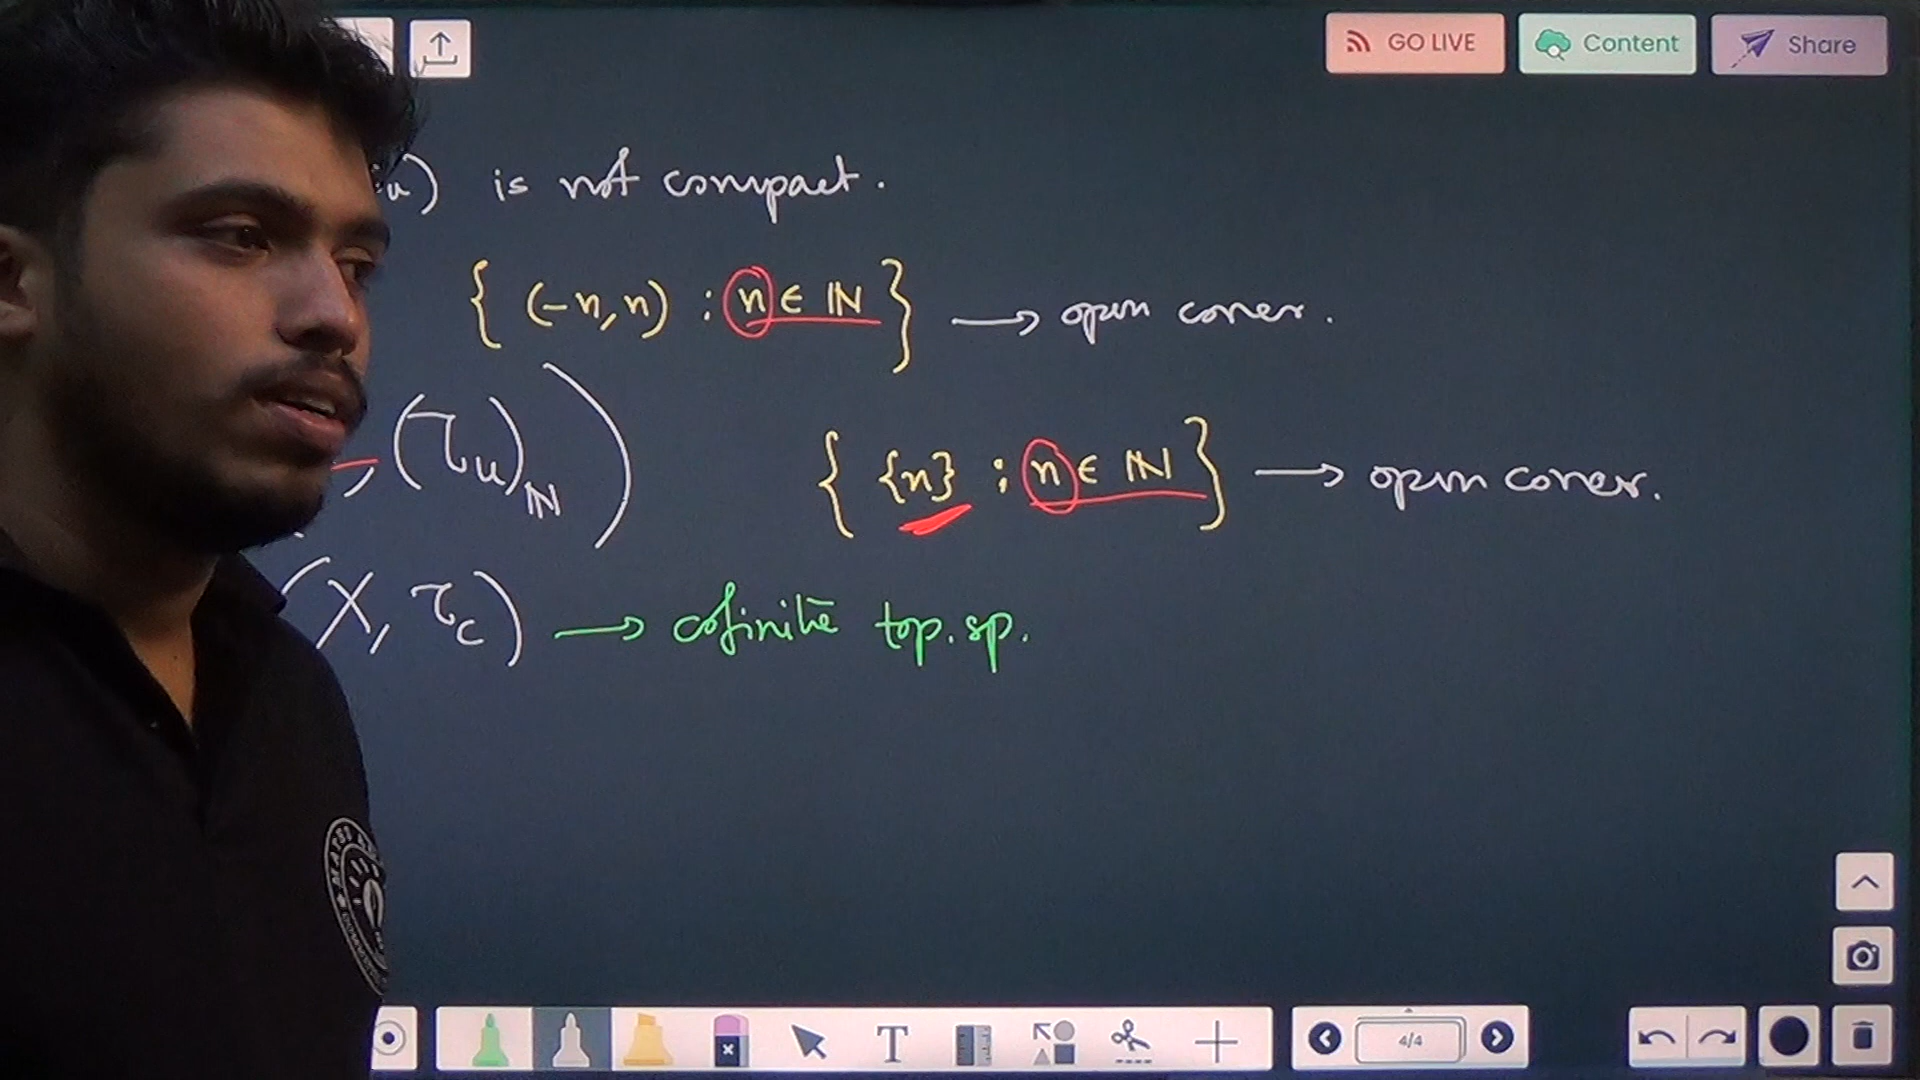 GO LIVE Content Share
u) is not compact.
{ (-n, n) : n ∈ ℕ } → open cover.
, (τu)ℕ ) { {n} : n ∈ ℕ } → open cover.
(X, τc) → cofinite top. sp.
T
4/4